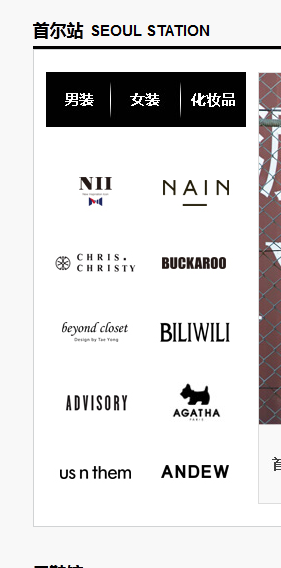 首尔站 SEOUL STATION
男装 女装 化妆品
NII
NAIN
CHRIS.
CHRISTY
BUCKAROO
beyond closet
Design by Tae Yong
BILIWILI
ADVISORY
AGATHA
PARIS
us n them
ANDEW
首